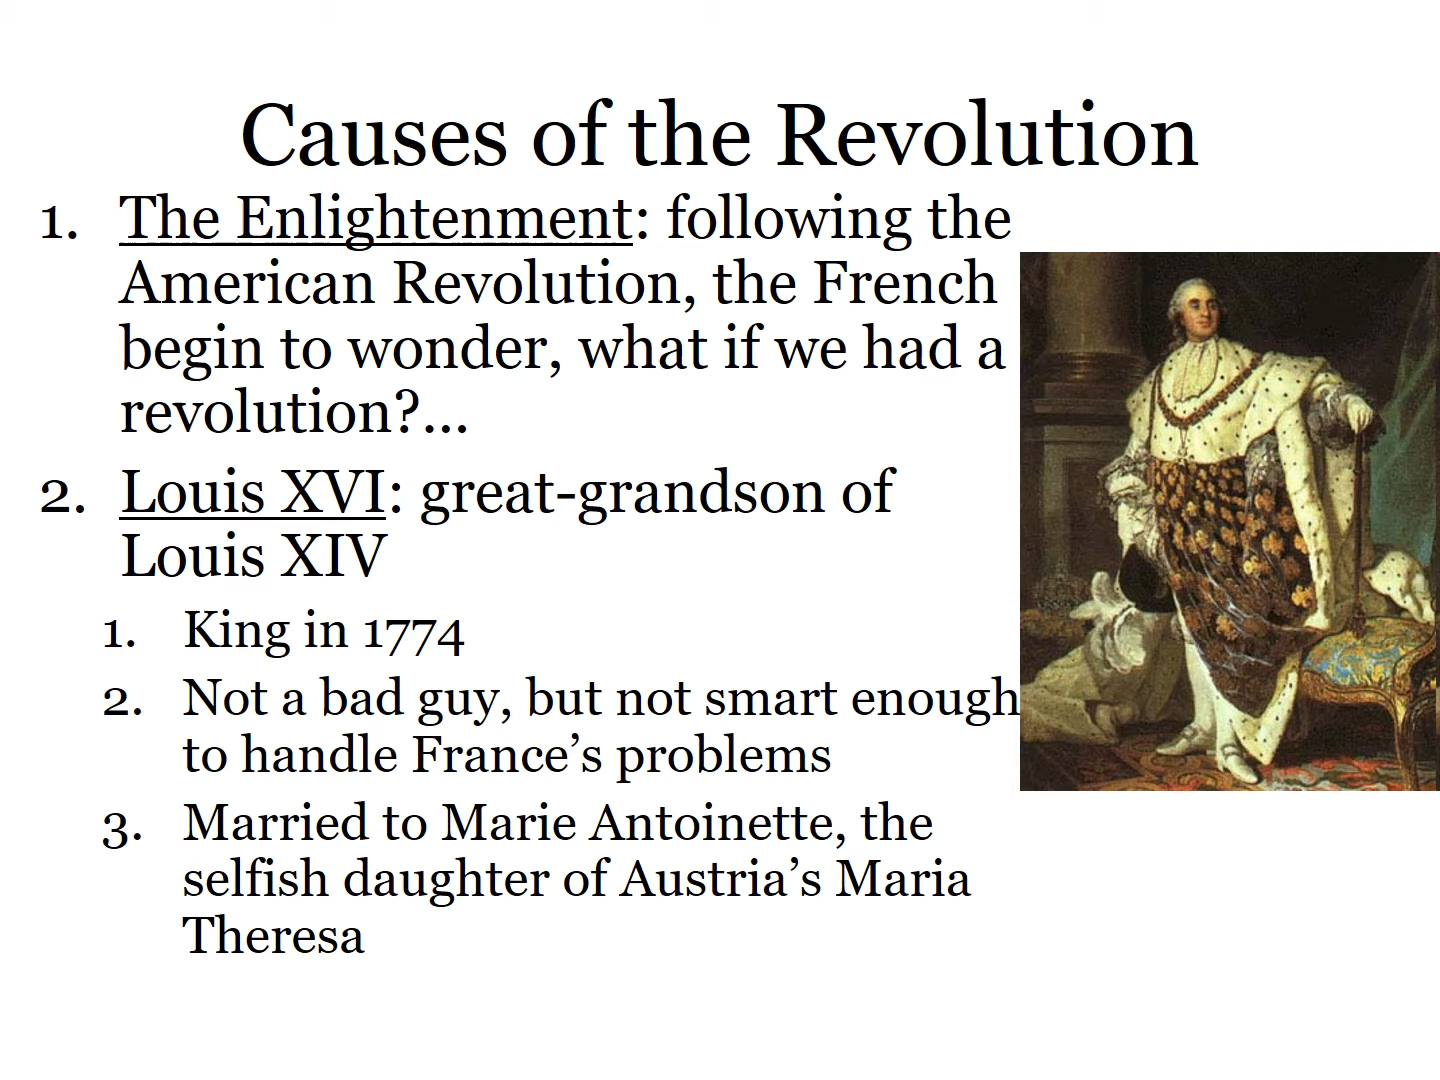 Causes of the Revolution
1. The Enlightenment: following the
American Revolution, the French
begin to wonder, what if we had a
revolution?...
2. Louis XVI: great-grandson of
Louis XIV
1. King in 1774
2. Not a bad guy, but not smart enough
to handle France’s problems
3. Married to Marie Antoinette, the
selfish daughter of Austria’s Maria
Theresa